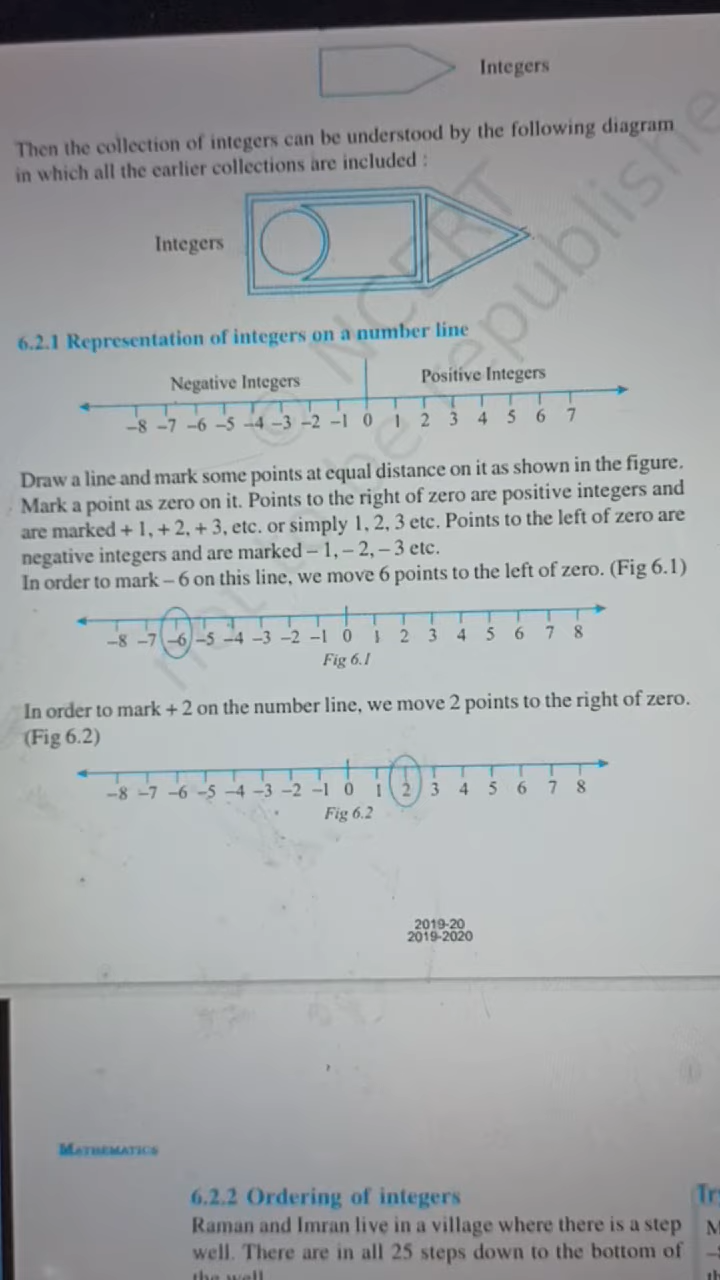 Integers
Then the collection of integers can be understood by the following diagram
in which all the earlier collections are included :
Integers
6.2.1 Representation of integers on a number line
Negative Integers
Positive Integers
–8 –7 –6 –5 –4 –3 –2 –1 0 1 2 3 4 5 6 7
Draw a line and mark some points at equal distance on it as shown in the figure.
Mark a point as zero on it. Points to the right of zero are positive integers and
are marked + 1, + 2, + 3, etc. or simply 1, 2, 3 etc. Points to the left of zero are
negative integers and are marked – 1, – 2, – 3 etc.
In order to mark – 6 on this line, we move 6 points to the left of zero. (Fig 6.1)
–8 –7 –6 –5 –4 –3 –2 –1 0 1 2 3 4 5 6 7 8
Fig 6.1
In order to mark + 2 on the number line, we move 2 points to the right of zero.
(Fig 6.2)
–8 –7 –6 –5 –4 –3 –2 –1 0 1 2 3 4 5 6 7 8
Fig 6.2
2019-20
2019-2020
© NCERT
not to be republishe
MATHEMATICS
6.2.2 Ordering of integers
Raman and Imran live in a village where there is a step
well. There are in all 25 steps down to the bottom of
the well